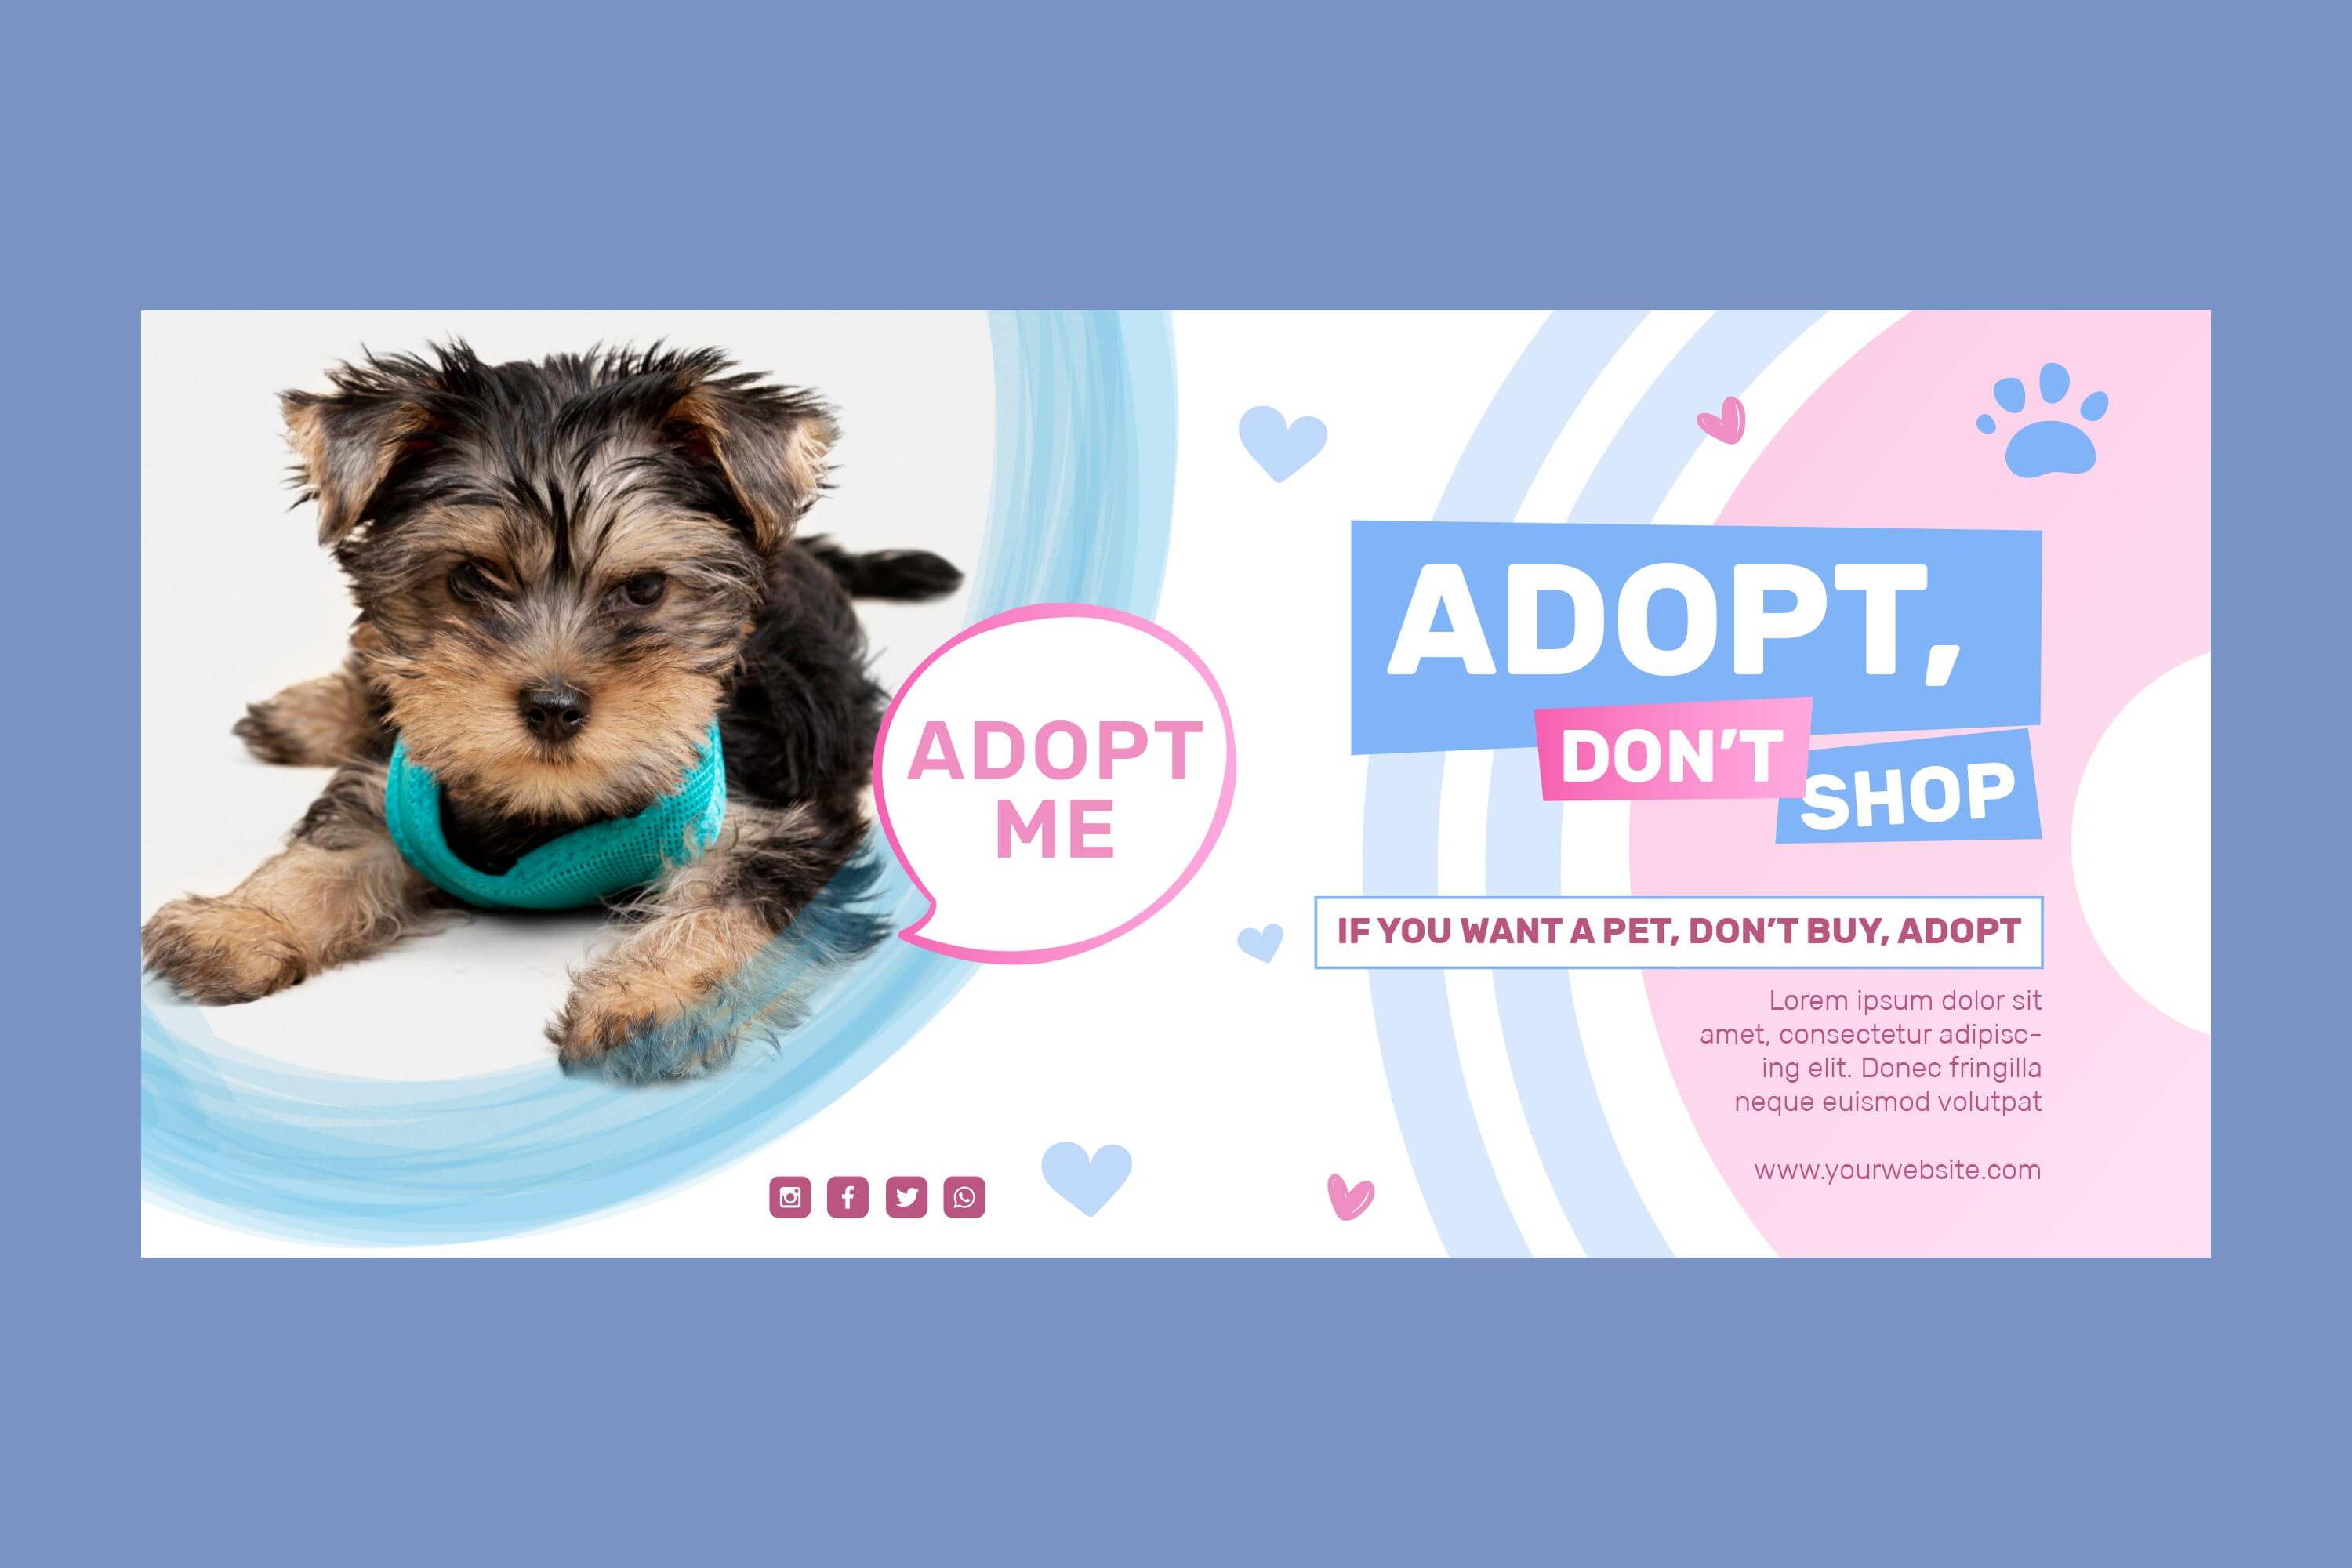 ADOPT
ME
ADOPT,
DON'T
SHOP
IF YOU WANT A PET, DON'T BUY, ADOPT
Lorem ipsum dolor sit
amet, consectetur adipisc-
ing elit. Donec fringilla
neque euismod volutpat
www.yourwebsite.com